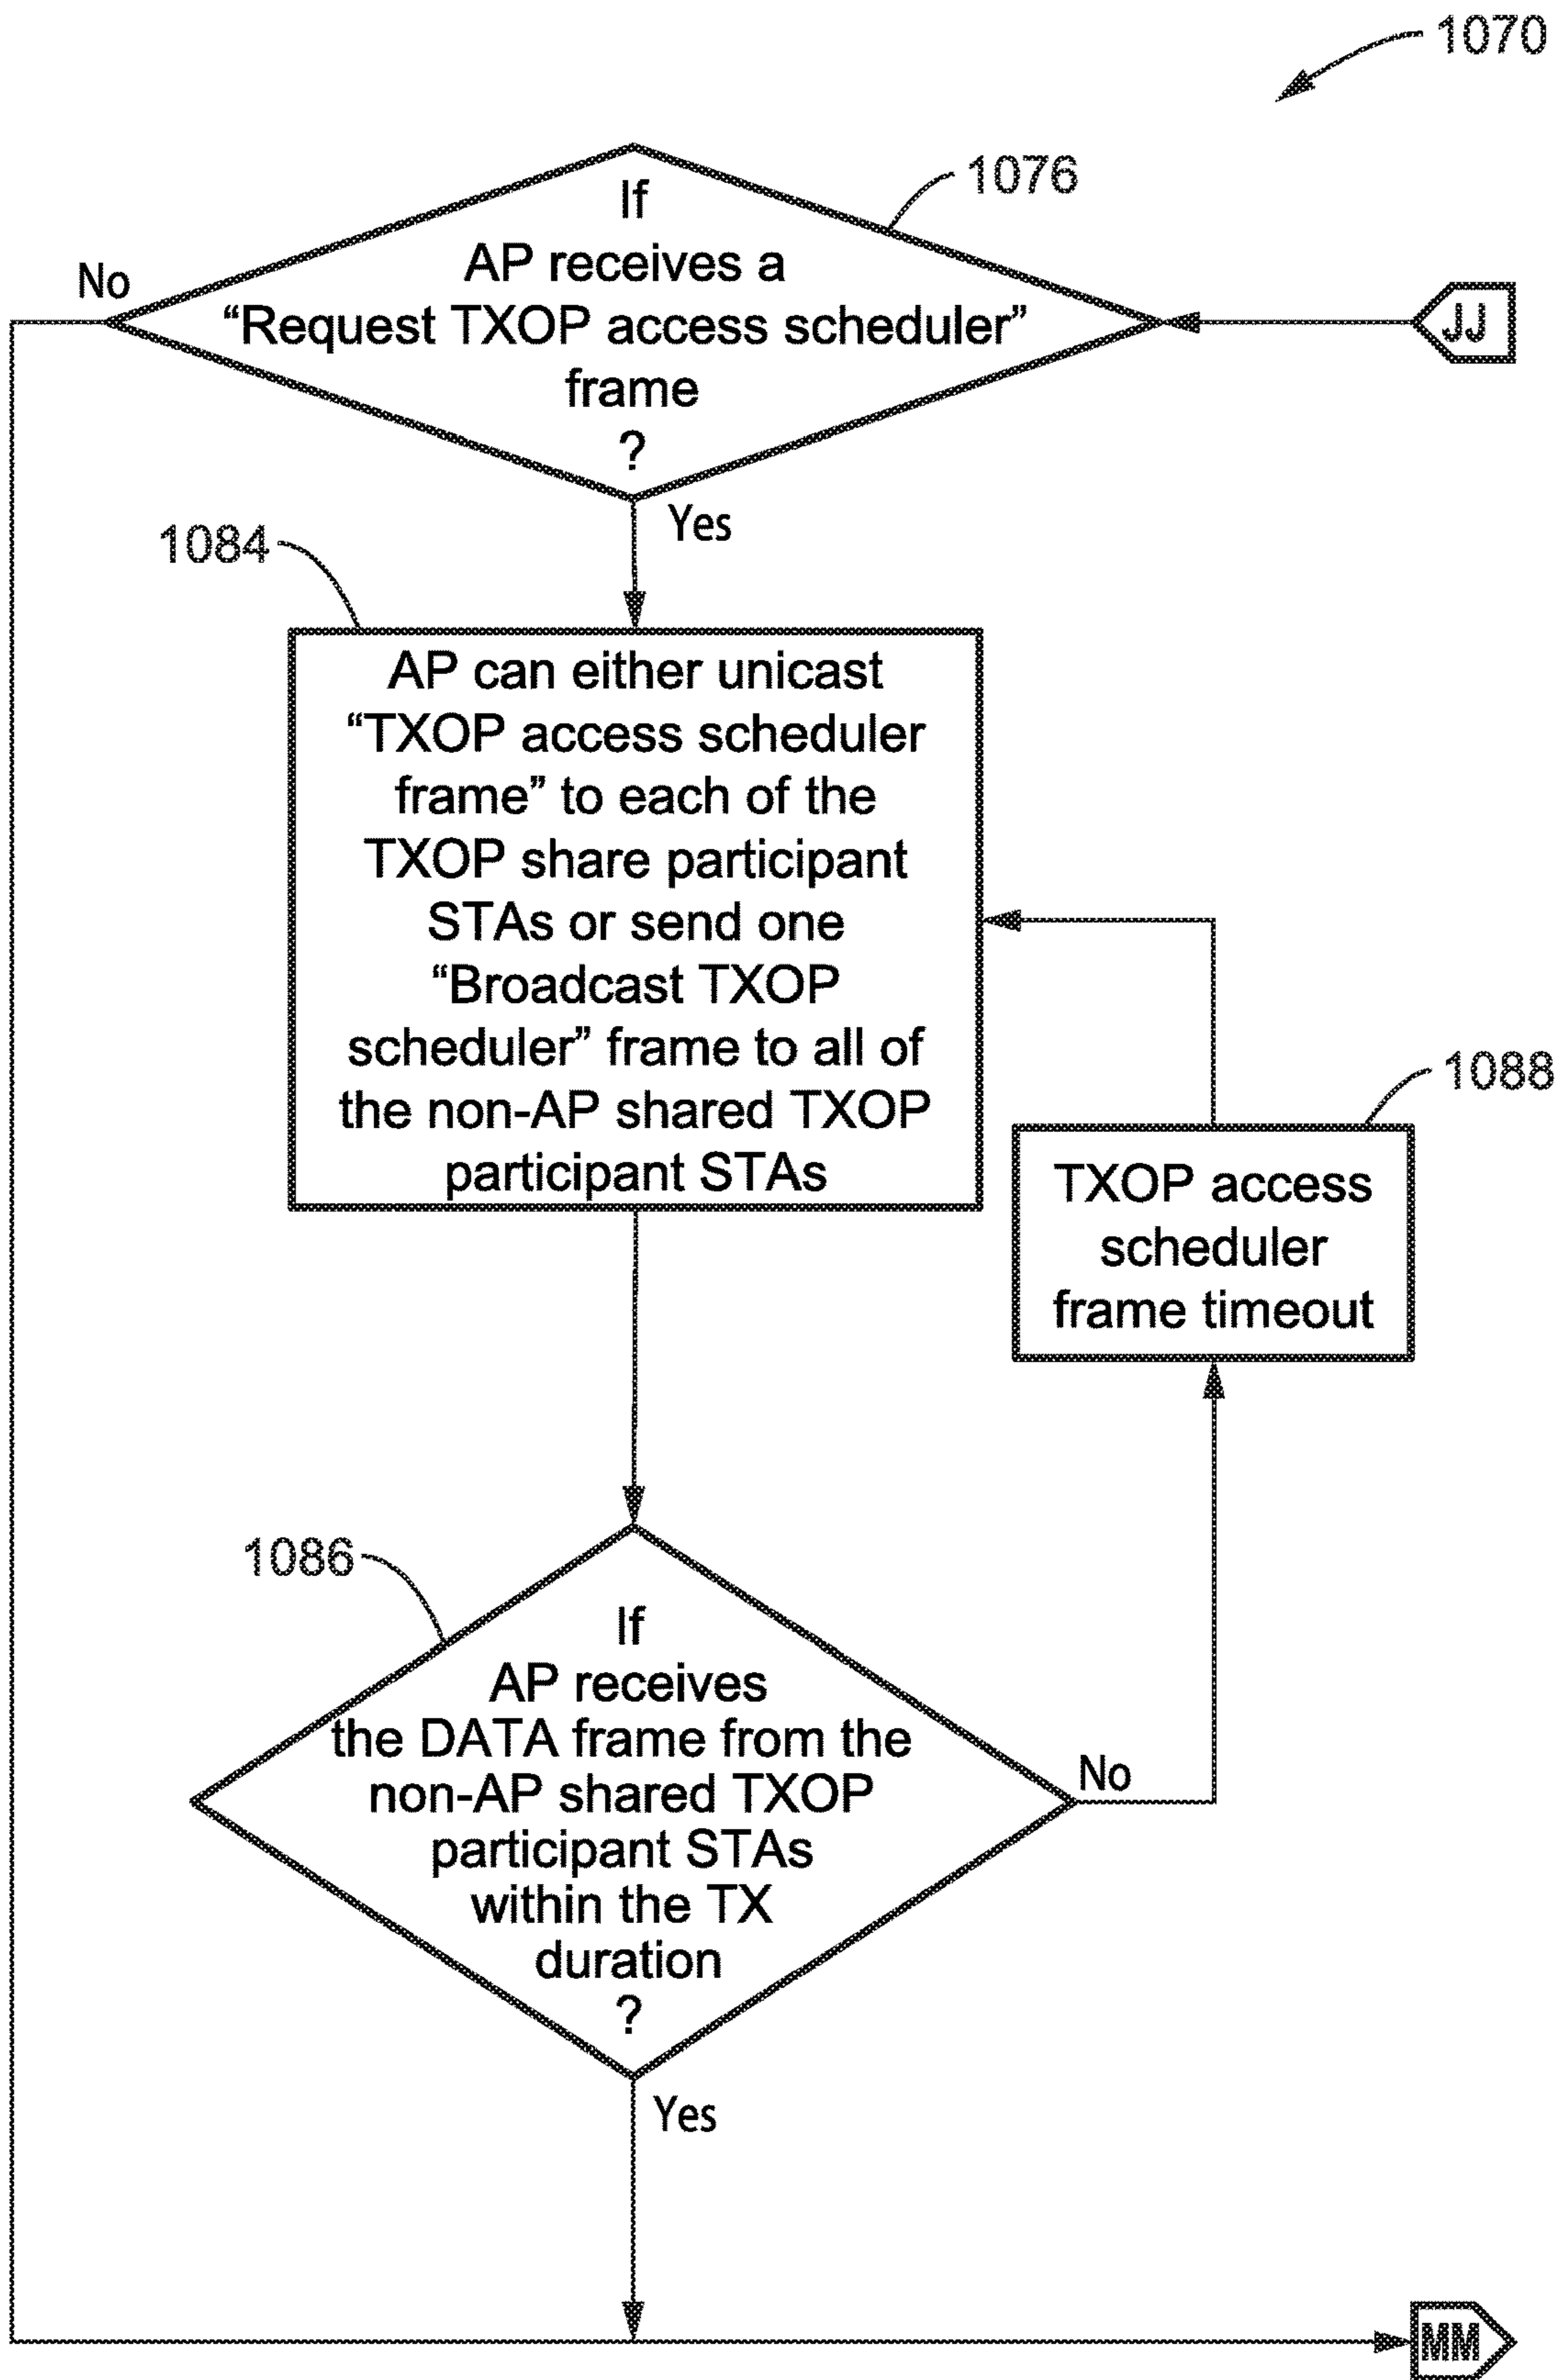 1070
1076
If
AP receives a
“Request TXOP access scheduler”
frame
?
No
JJ
Yes
1084
AP can either unicast
“TXOP access scheduler
frame” to each of the
TXOP share participant
STAs or send one
“Broadcast TXOP
scheduler” frame to all of
the non-AP shared TXOP
participant STAs
1088
TXOP access
scheduler
frame timeout
1086
If
AP receives
the DATA frame from the
non-AP shared TXOP
participant STAs
within the TX
duration
?
No
Yes
MM